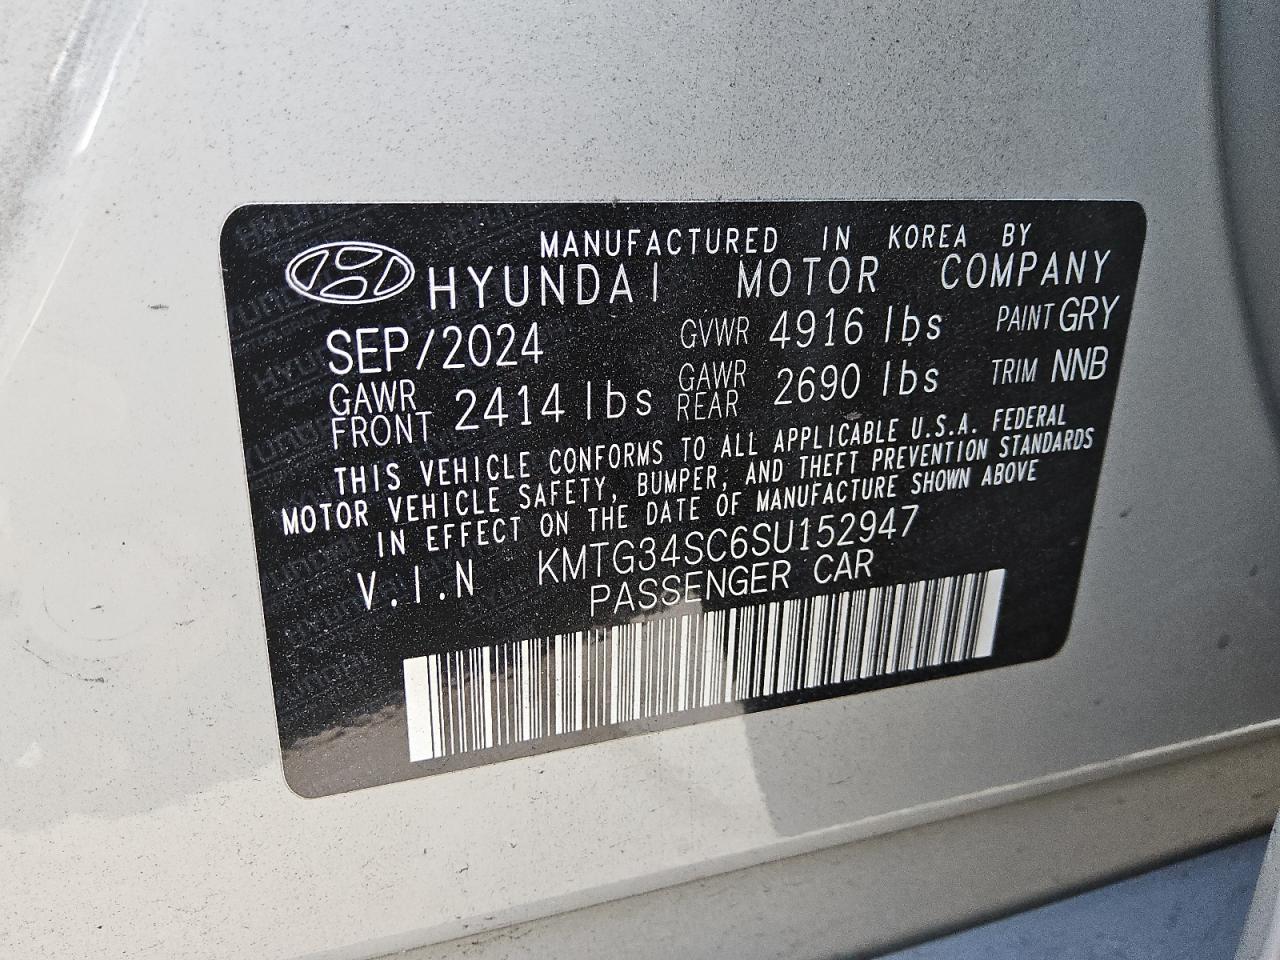 MANUFACTURED IN KOREA BY
HYUNDAI MOTOR COMPANY
SEP/2024 GVWR 4916 lbs PAINT GRY
GAWR FRONT 2414 lbs GAWR REAR 2690 lbs TRIM NNB
THIS VEHICLE CONFORMS TO ALL APPLICABLE U.S.A. FEDERAL
MOTOR VEHICLE SAFETY, BUMPER, AND THEFT PREVENTION STANDARDS
IN EFFECT ON THE DATE OF MANUFACTURE SHOWN ABOVE
V.I.N KMTG34SC6SU152947
PASSENGER CAR